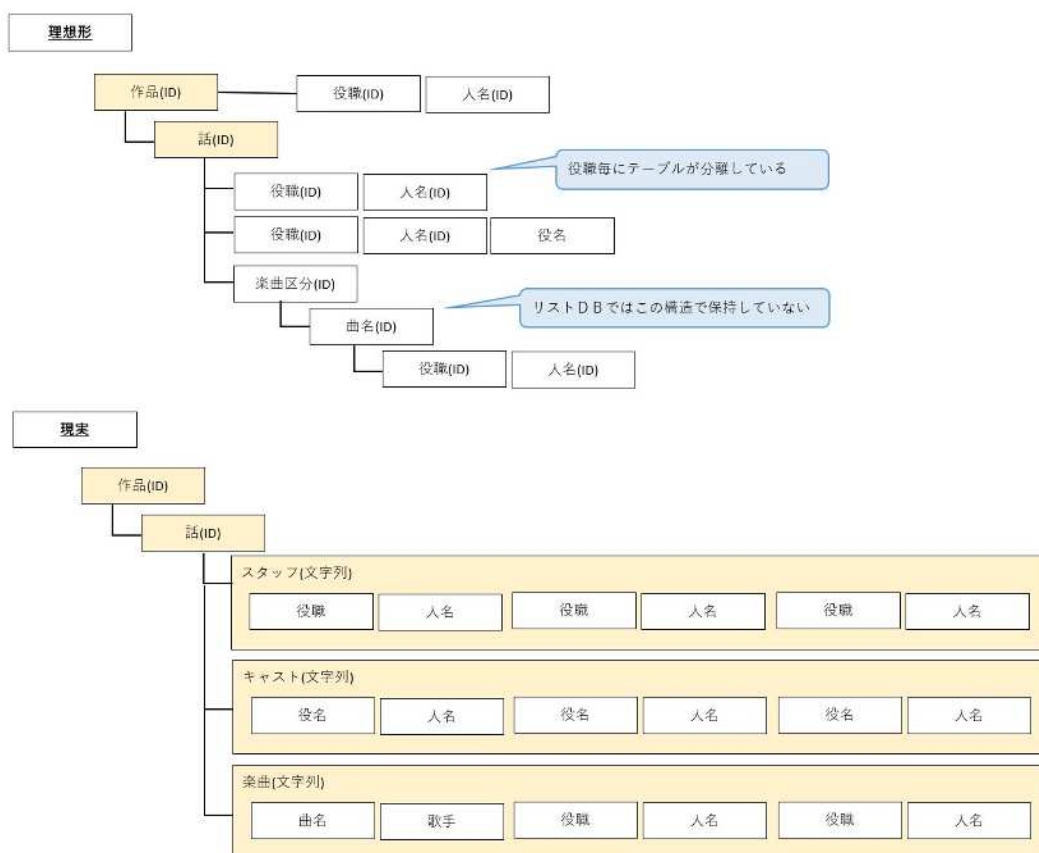 理想形
作品(ID)
役職(ID)
人名(ID)
話(ID)
役職毎にテーブルが分離している
役職(ID)
人名(ID)
役職(ID)
人名(ID)
役名
楽曲区分(ID)
リストDBではこの構造で保持していない
曲名(ID)
役職(ID)
人名(ID)
現実
作品(ID)
話(ID)
スタッフ(文字列)
役職
人名
役職
人名
役職
人名
キャスト(文字列)
役名
人名
役名
人名
役名
人名
楽曲(文字列)
曲名
歌手
役職
人名
役職
人名